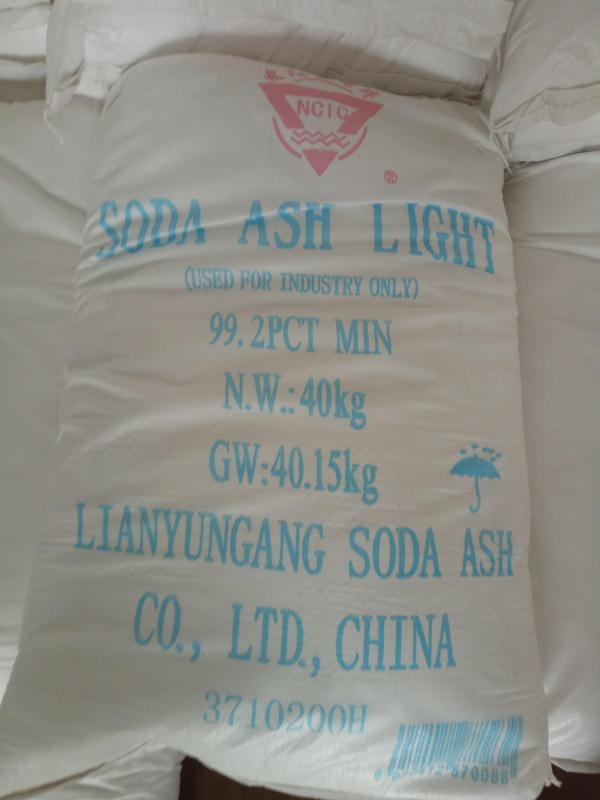 NCIG
®
SODA ASH LIGHT
(USED FOR INDUSTRY ONLY)
99.2PCT MIN
N.W.:40kg
GW:40.15kg
LIANYUNGANG SODA ASH
CO., LTD., CHINA
3710200H